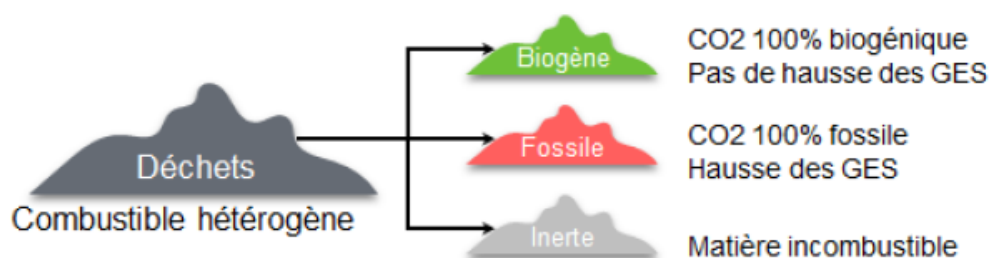 Déchets
Combustible hétérogène
Biogène
CO2 100% biogénique
Pas de hausse des GES
Fossile
CO2 100% fossile
Hausse des GES
Inerte
Matière incombustible